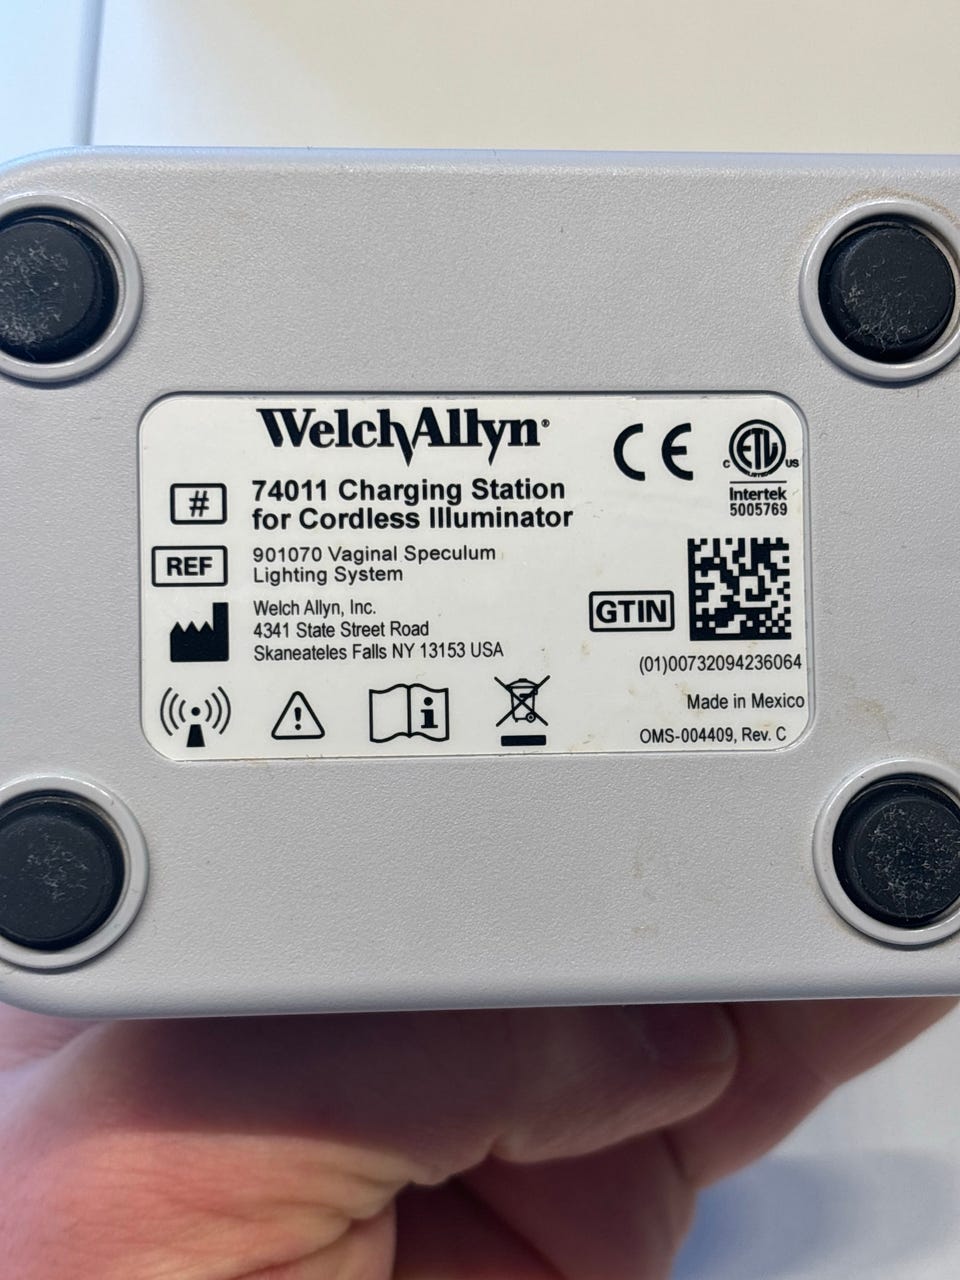 WelchAllyn®
CE
ETL
C US
Intertek
5005769
# 74011 Charging Station
for Cordless Illuminator
REF 901070 Vaginal Speculum
Lighting System
Welch Allyn, Inc.
4341 State Street Road
Skaneateles Falls NY 13153 USA
GTIN
(01)00732094236064
Made in Mexico
OMS-004409, Rev. C